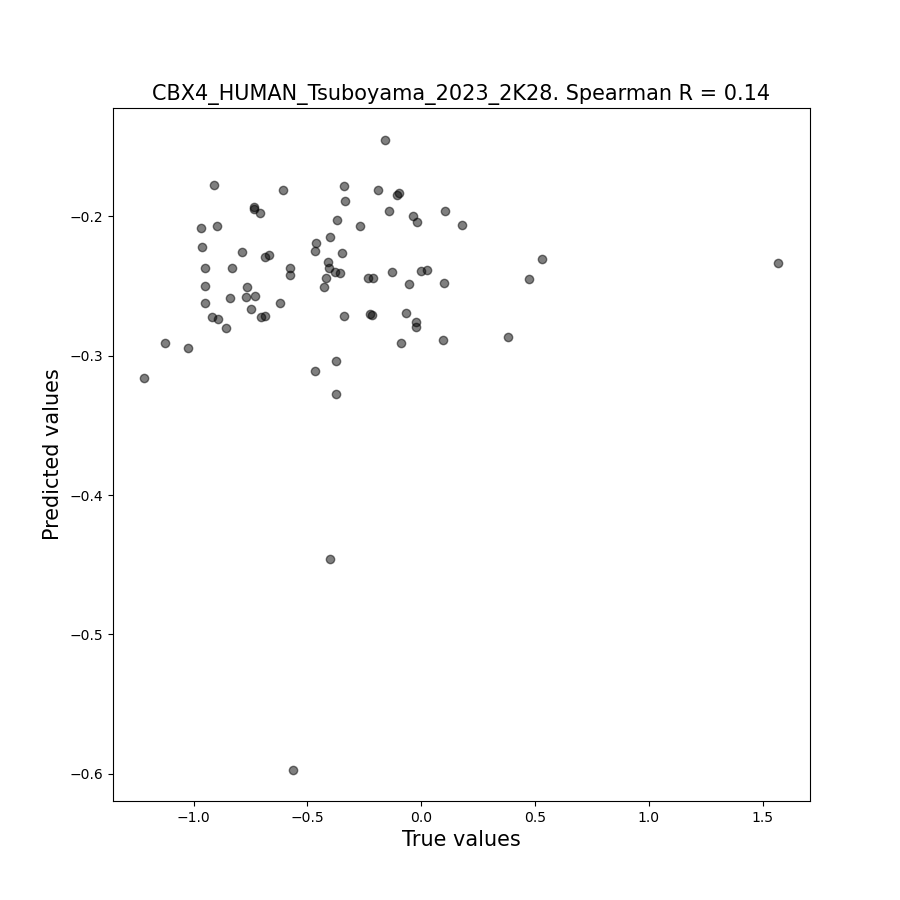 CBX4_HUMAN_Tsuboyama_2023_2K28. Spearman R = 0.14
−0.2
−0.3
−0.4
−0.5
−0.6
Predicted values
−1.0 −0.5 0.0 0.5 1.0 1.5
True values